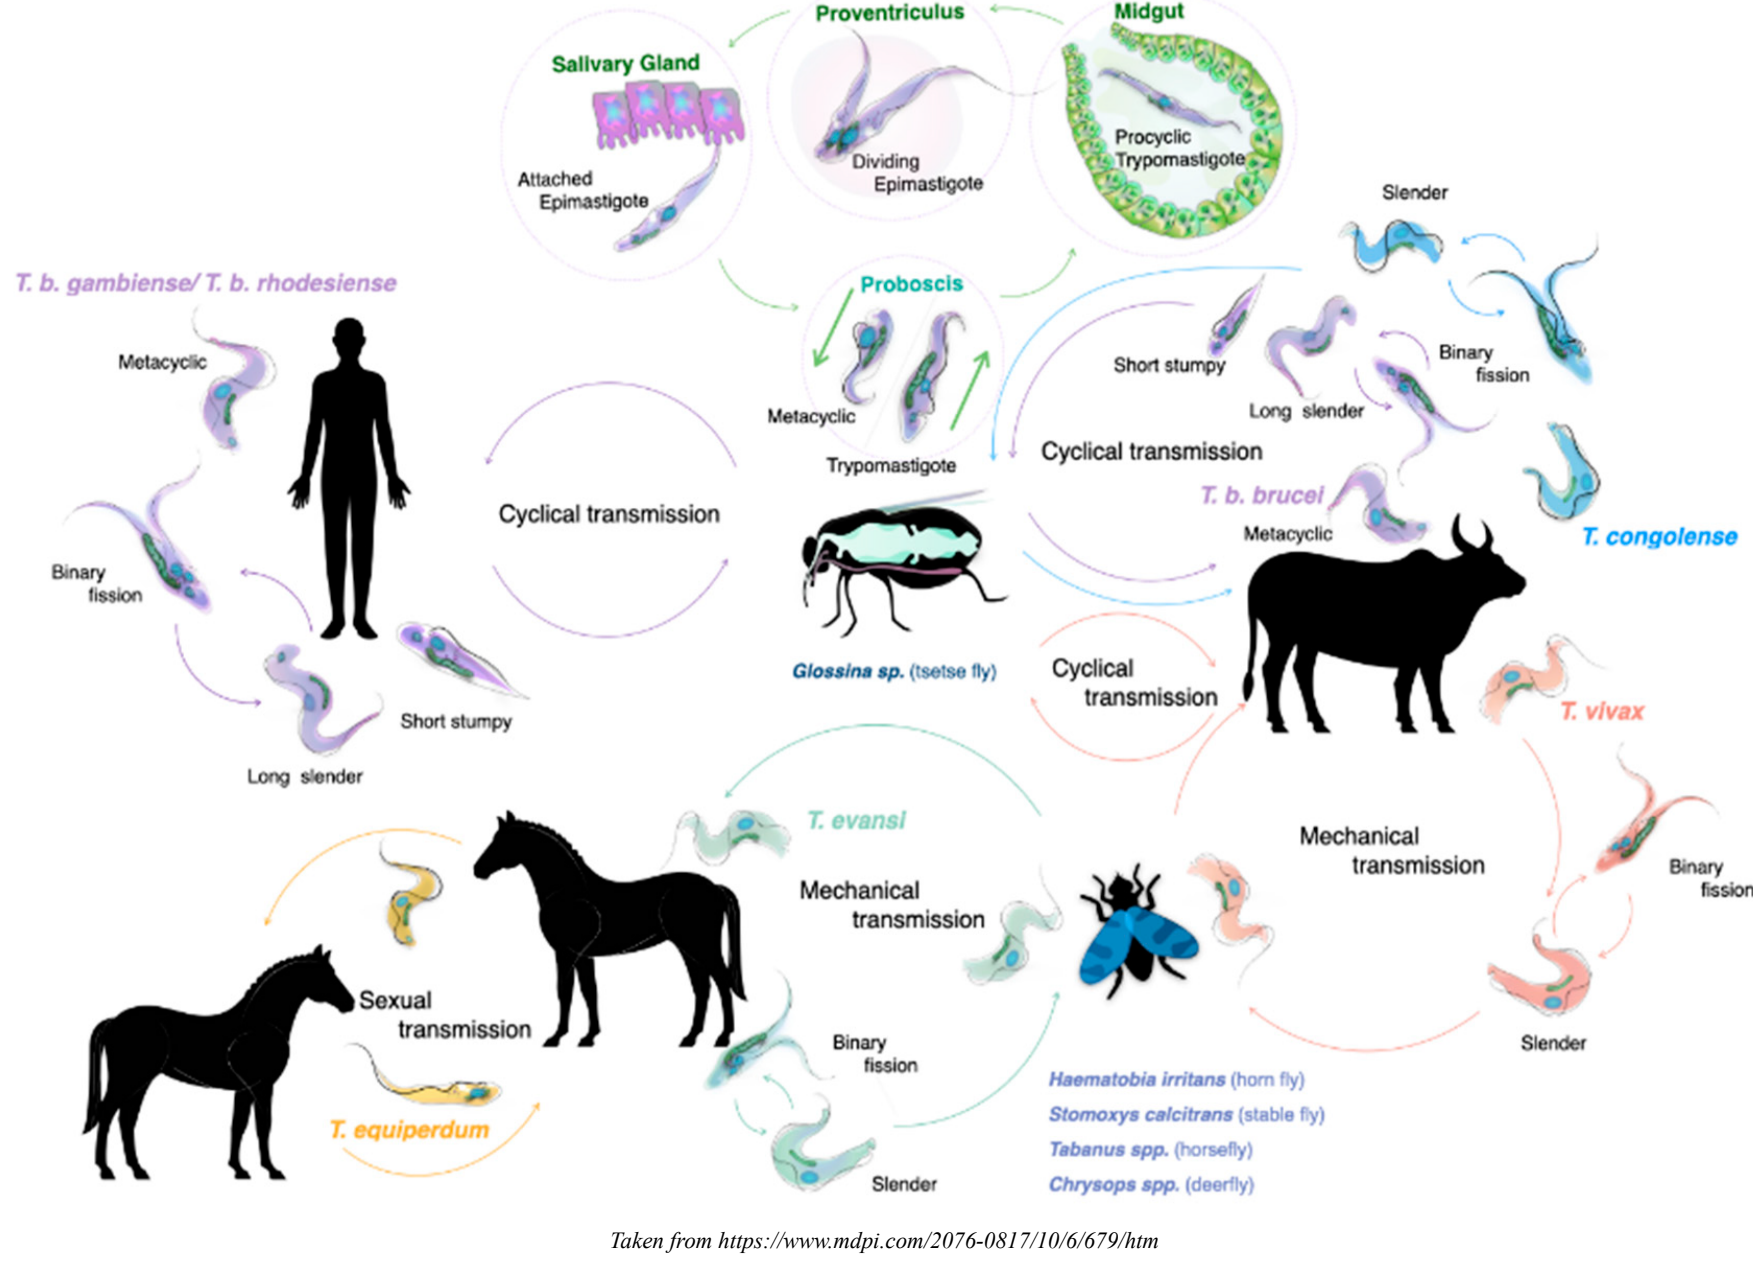 Proventriculus
Midgut
Salivary Gland
Attached
Epimastigote
Dividing
Epimastigote
Procyclic
Trypomastigote
Slender
T. b. gambiense/ T. b. rhodesiense
Proboscis
Metacyclic
Short stumpy
Binary
fission
Long slender
Metacyclic
Trypomastigote
Cyclical transmission
T. b. brucei
Metacyclic
T. congolense
Cyclical transmission
Binary
fission
Glossina sp. (tsetse fly)
Cyclical
transmission
T. vivax
Short stumpy
Long slender
T. evansi
Mechanical
transmission
Mechanical
transmission
Binary
fission
Sexual
transmission
Binary
fission
Slender
T. equiperdum
Slender
Haematobia irritans (horn fly)
Stomoxys calcitrans (stable fly)
Tabanus spp. (horsefly)
Chrysops spp. (deerfly)
Taken from https://www.mdpi.com/2076-0817/10/6/679/htm